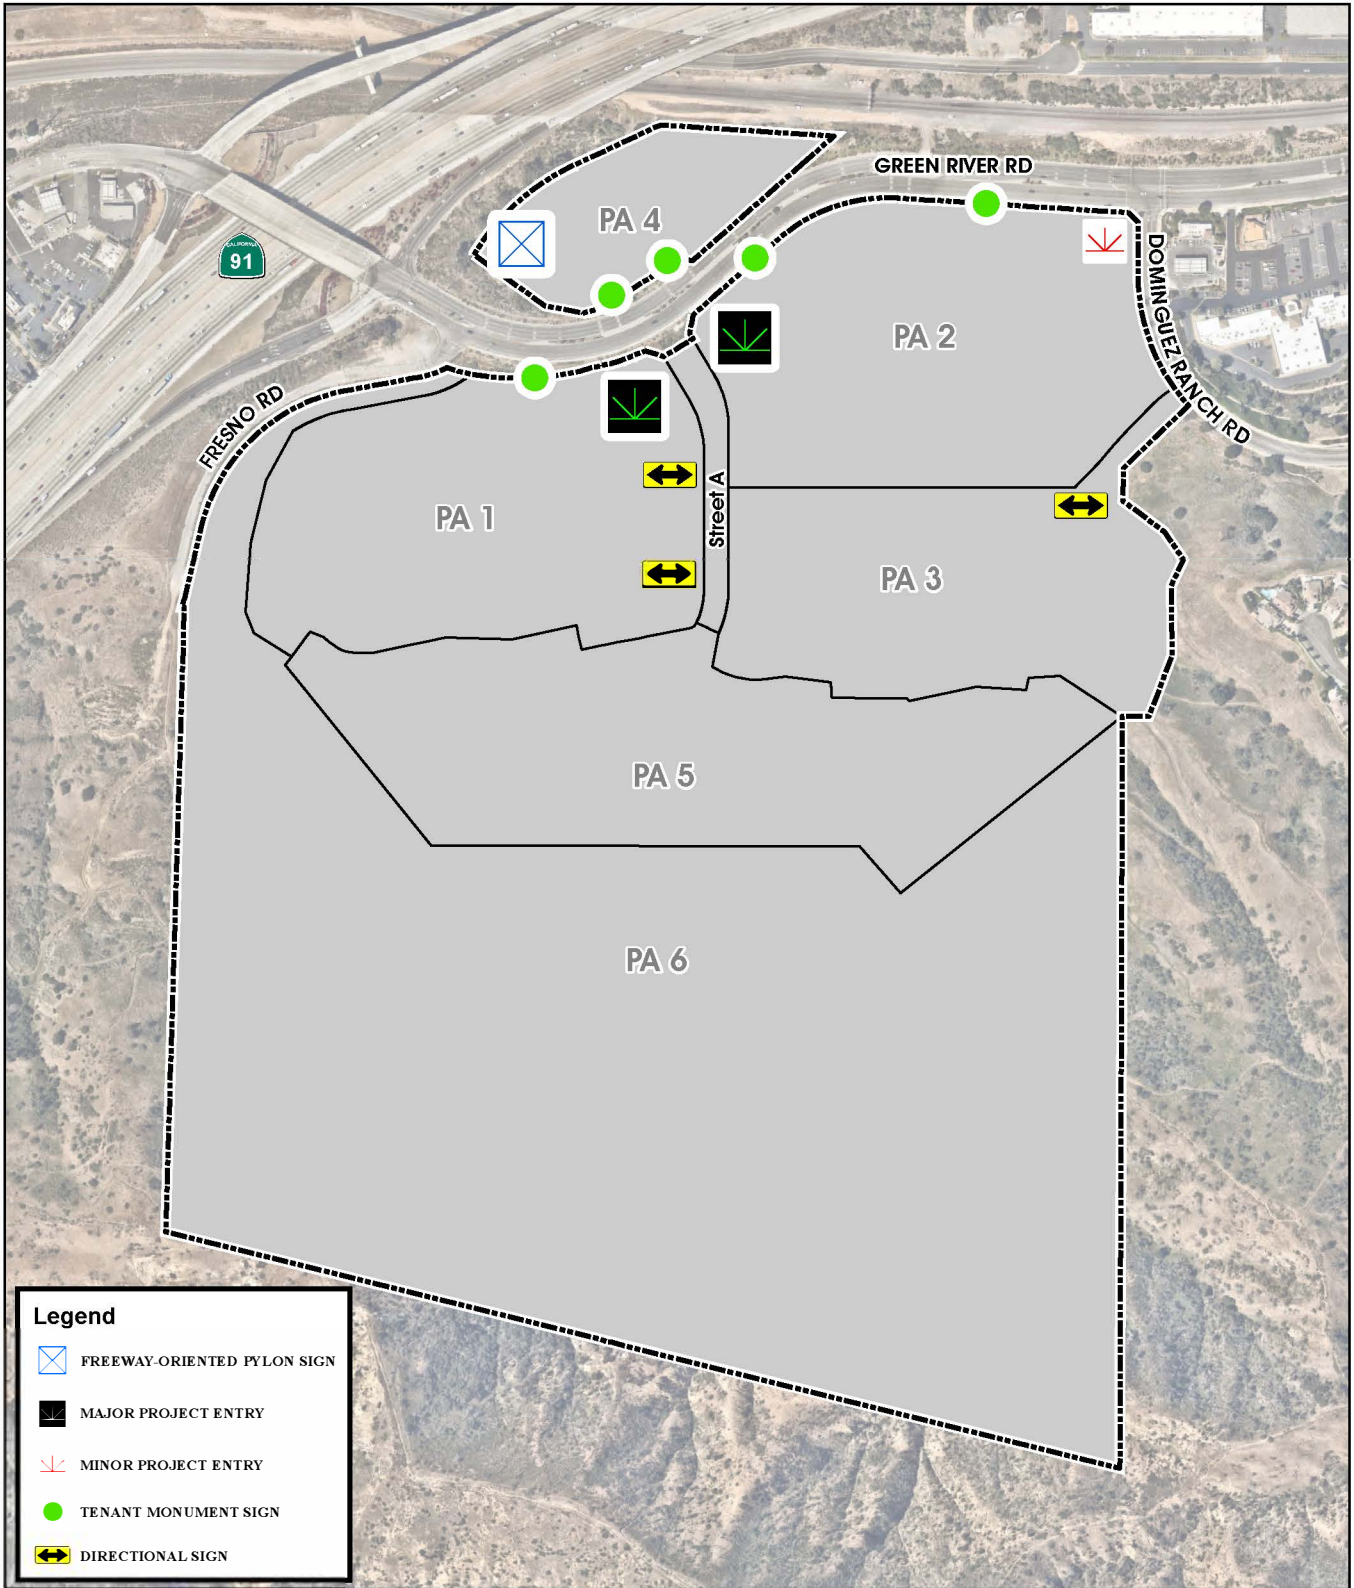 GREEN RIVER RD
PA 4
CALIFORNIA
91
DOMINGUEZ RANCH RD
PA 2
FRESNO RD
Street A
PA 1
PA 3
PA 5
PA 6
Legend
FREEWAY-ORIENTED PYLON SIGN
MAJOR PROJECT ENTRY
MINOR PROJECT ENTRY
TENANT MONUMENT SIGN
DIRECTIONAL SIGN